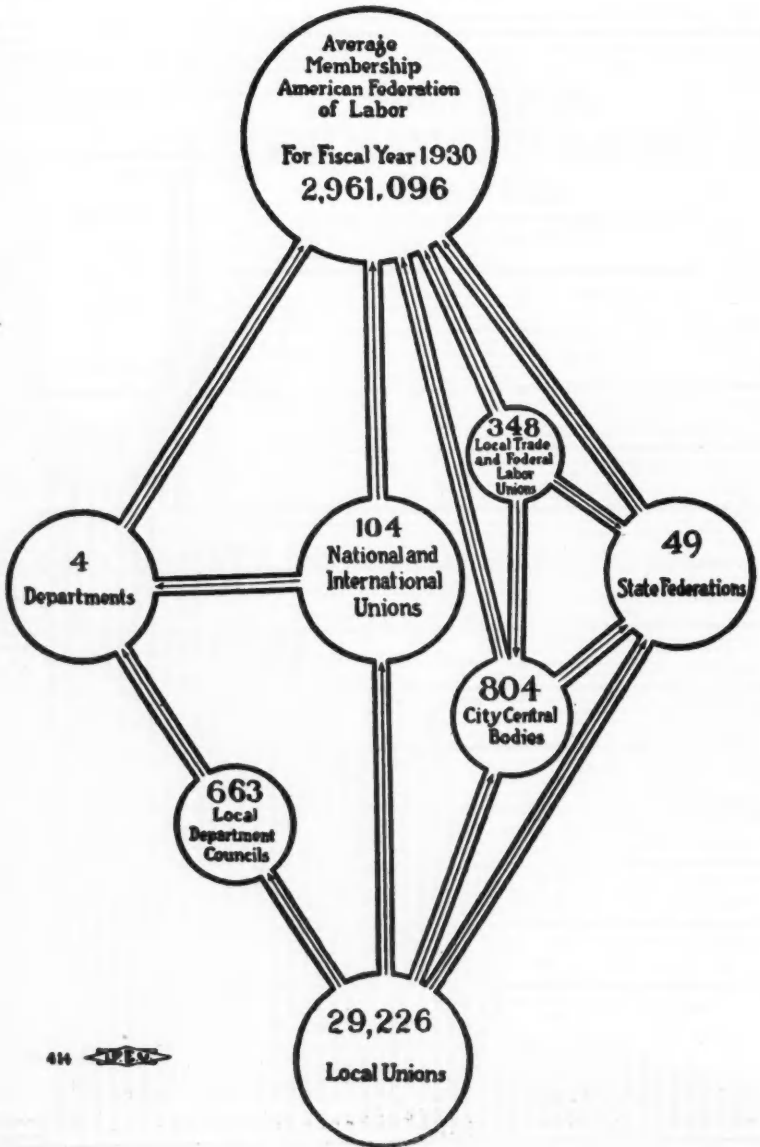 Average
Membership
American Federation
of Labor
For Fiscal Year 1930
2,961,096
348
Local Trade
and Federal
Labor
Unions
4
Departments
104
National and
International
Unions
49
State Federations
804
City Central
Bodies
663
Local
Department
Councils
29,226
Local Unions
414